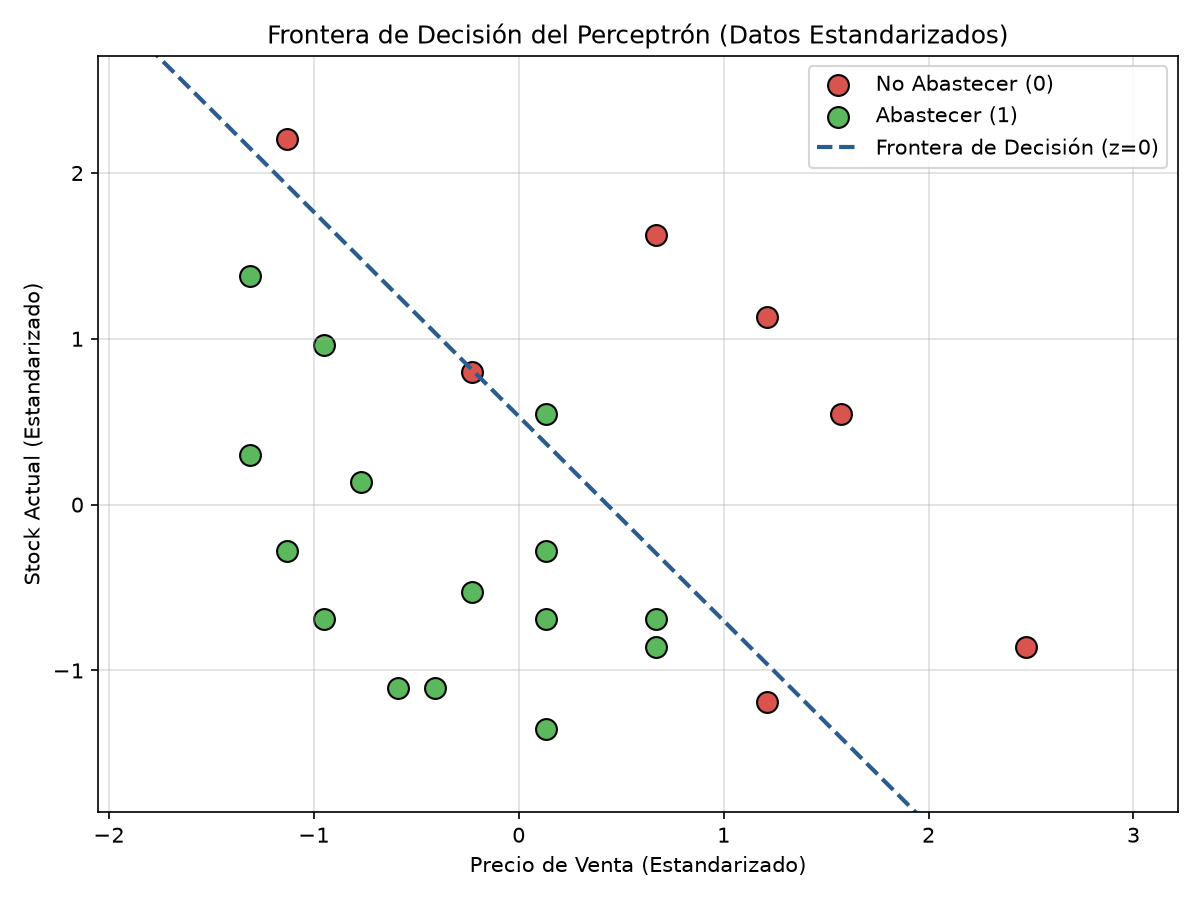 Frontera de Decisión del Perceptrón (Datos Estandarizados)
No Abastecer (0)
Abastecer (1)
Frontera de Decisión (z=0)
Stock Actual (Estandarizado)
2
1
0
−1
−2 −1 0 1 2 3
Precio de Venta (Estandarizado)